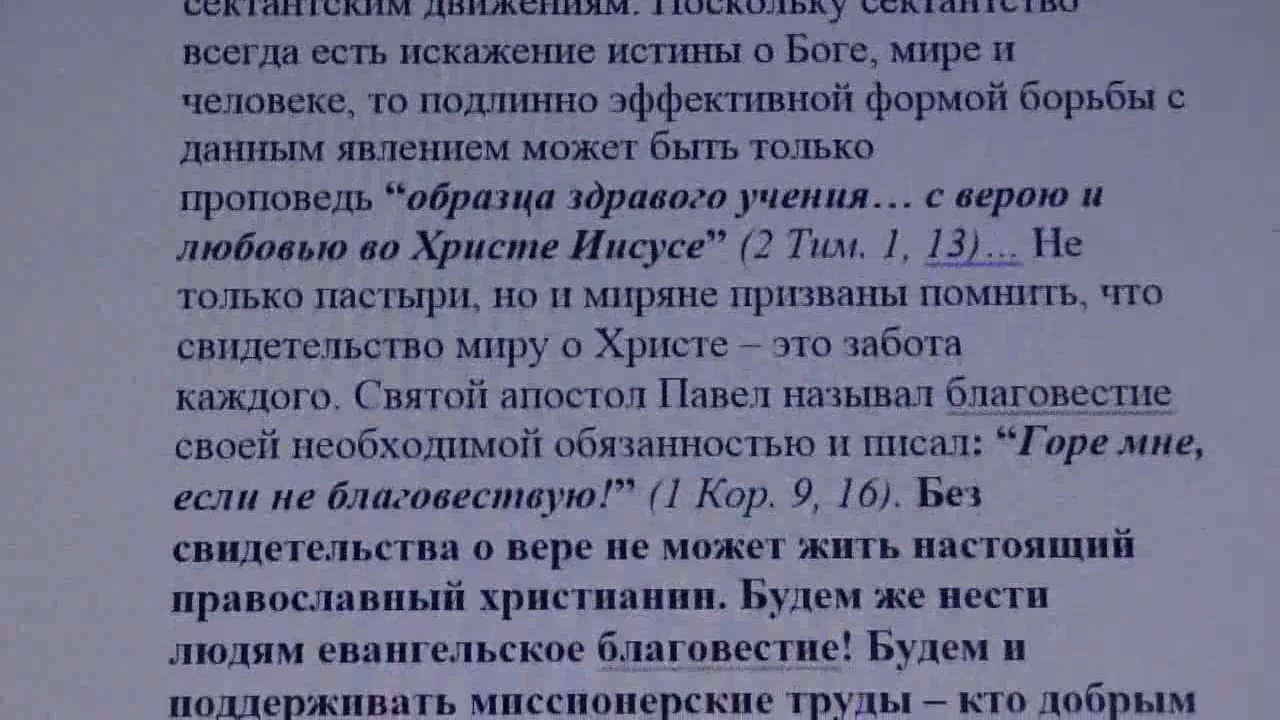 сектантским движениям. Поскольку сектантство
всегда есть искажение истины о Боге, мире и
человеке, то подлинно эффективной формой борьбы с
данным явлением может быть только
проповедь “образца здравого учения… с верою и
любовью во Христе Иисусе” (2 Тим. 1, 13)… Не
только пастыри, но и миряне призваны помнить, что
свидетельство миру о Христе – это забота
каждого. Святой апостол Павел называл благовестие
своей необходимой обязанностью и писал: “Горе мне,
если не благовествую!” (1 Кор. 9, 16). Без
свидетельства о вере не может жить настоящий
православный христианин. Будем же нести
людям евангельское благовестие! Будем и
поддерживать миссионерские труды – кто добрым